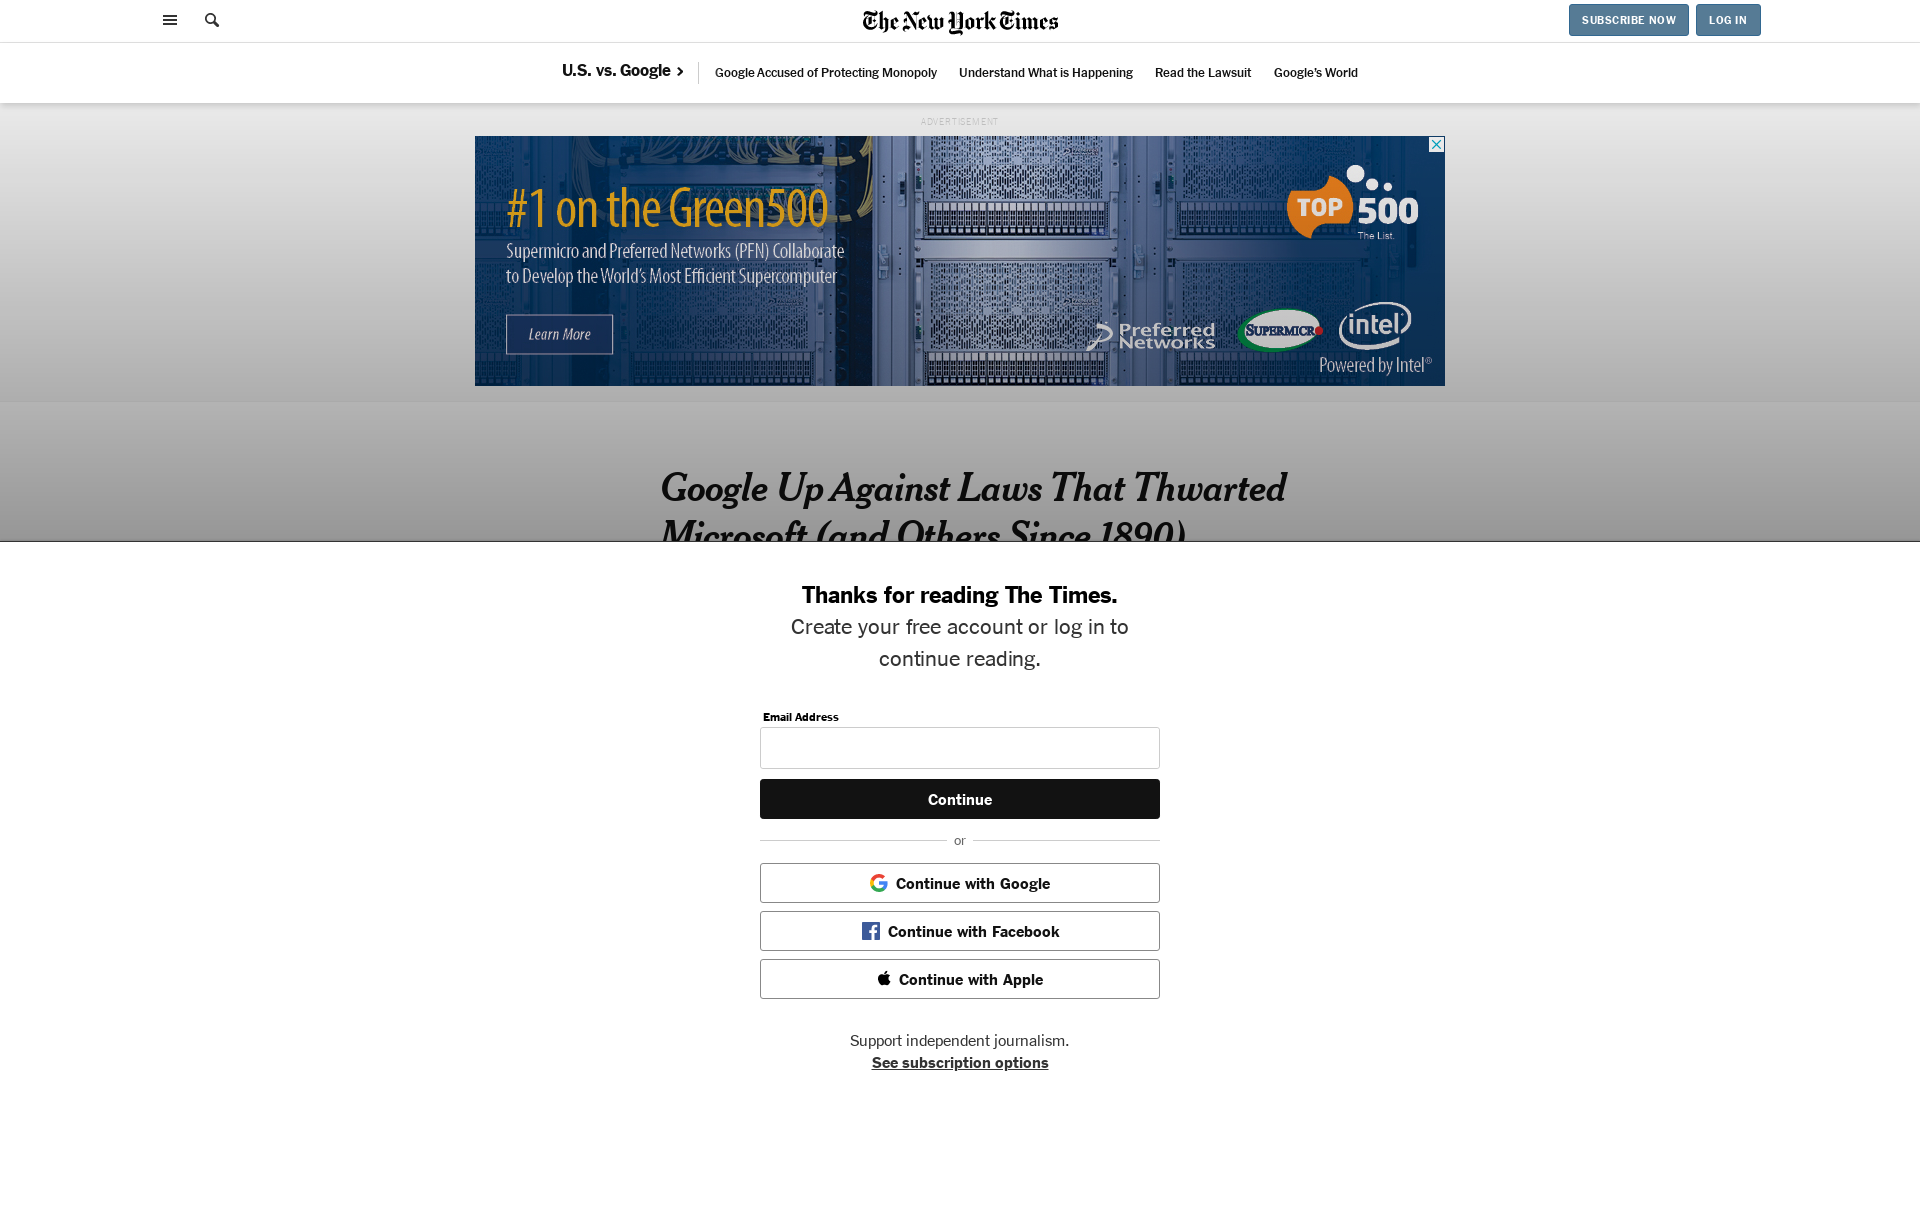 The New York Times
SUBSCRIBE NOW
LOG IN
U.S. vs. Google
Google Accused of Protecting Monopoly
Understand What is Happening
Read the Lawsuit
Google's World
ADVERTISEMENT
#1 on the Green500
Supermicro and Preferred Networks (PFN) Collaborate
to Develop the World's Most Efficient Supercomputer
Learn More
TOP 500
The List.
Preferred
Networks
SUPERMICR
intel
Powered by Intel®
Google Up Against Laws That Thwarted
Microsoft (and Others Since 1890)
Thanks for reading The Times.
Create your free account or log in to
continue reading.
Email Address
Continue
or
Continue with Google
Continue with Facebook
Continue with Apple
Support independent journalism.
See subscription options